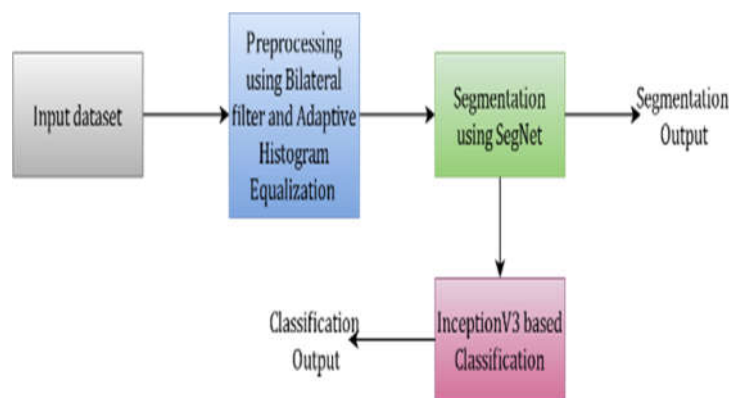 Input dataset
Preprocessing
using Bilateral
filter and Adaptive
Histogram
Equalization
Segmentation
using SegNet
Segmentation
Output
InceptionV3 based
Classification
Classification
Output